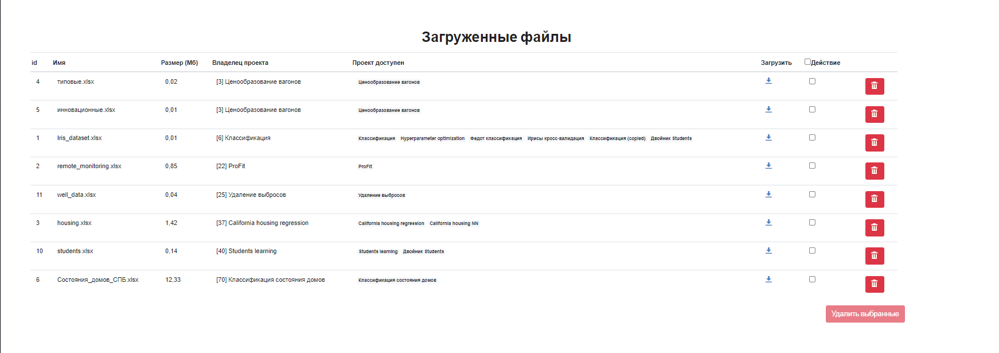 Загруженные файлы
id Имя Размер (Мб) Владелец проекта Проект доступен Загрузить Действие
4 типовые.xlsx 0,02 [3] Ценообразование вагонов Ценообразование вагонов
5 инновационные.xlsx 0,01 [3] Ценообразование вагонов Ценообразование вагонов
1 Iris_dataset.xlsx 0,01 [6] Классификация Классификация Hyperparameter optimization Федот классификация Ирисы кросс-валидация Классификация (copied) Двойник Students
2 remote_monitoring.xlsx 0,85 [22] ProFit ProFit
11 well_data.xlsx 0,04 [25] Удаление выбросов Удаление выбросов
3 housing.xlsx 1,42 [37] California housing regression California housing regression California housing NN
10 students.xlsx 0,14 [40] Students learning Students learning Двойник Students
6 Состояния_домов_СПБ.xlsx 12,33 [70] Классификация состояния домов Классификация состояния домов
Удалить выбранные